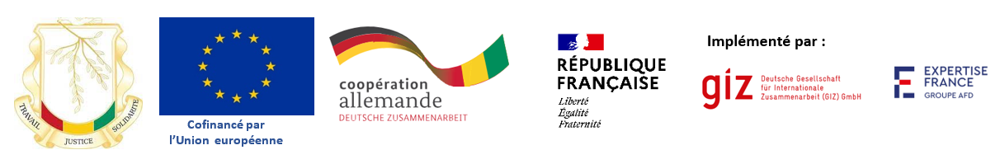 TRAVAIL
JUSTICE
SOLIDARITE
Cofinancé par
l’Union européenne
coopération
allemande
DEUTSCHE ZUSAMMENARBEIT
RÉPUBLIQUE
FRANÇAISE
Liberté
Égalité
Fraternité
Implémenté par :
giz
Deutsche Gesellschaft
für Internationale
Zusammenarbeit (GIZ) GmbH
EXPERTISE
FRANCE
GROUPE AFD